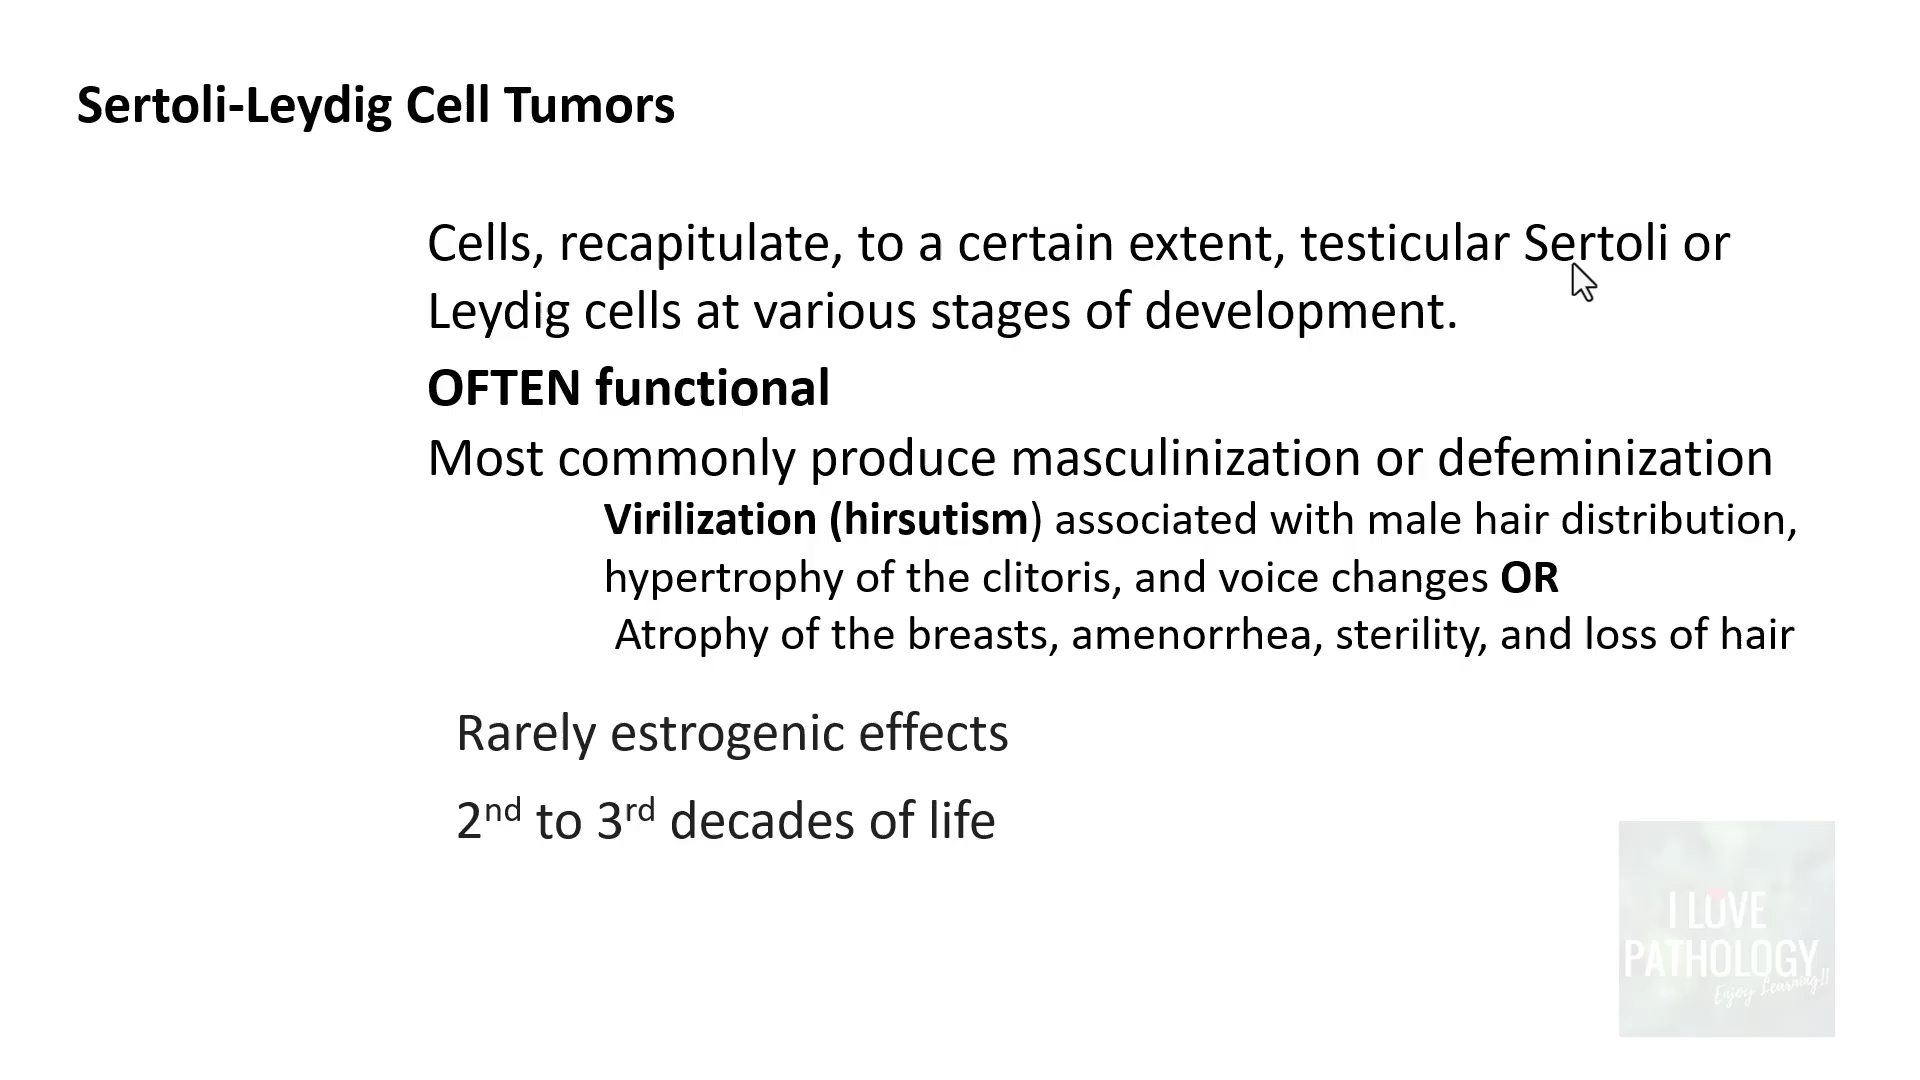 Sertoli-Leydig Cell Tumors
Cells, recapitulate, to a certain extent, testicular Sertoli or
Leydig cells at various stages of development.
OFTEN functional
Most commonly produce masculinization or defeminization
Virilization (hirsutism) associated with male hair distribution,
hypertrophy of the clitoris, and voice changes OR
Atrophy of the breasts, amenorrhea, sterility, and loss of hair
Rarely estrogenic effects
2nd to 3rd decades of life
I LOVE
PATHOLOGY
Enjoy Learning!!